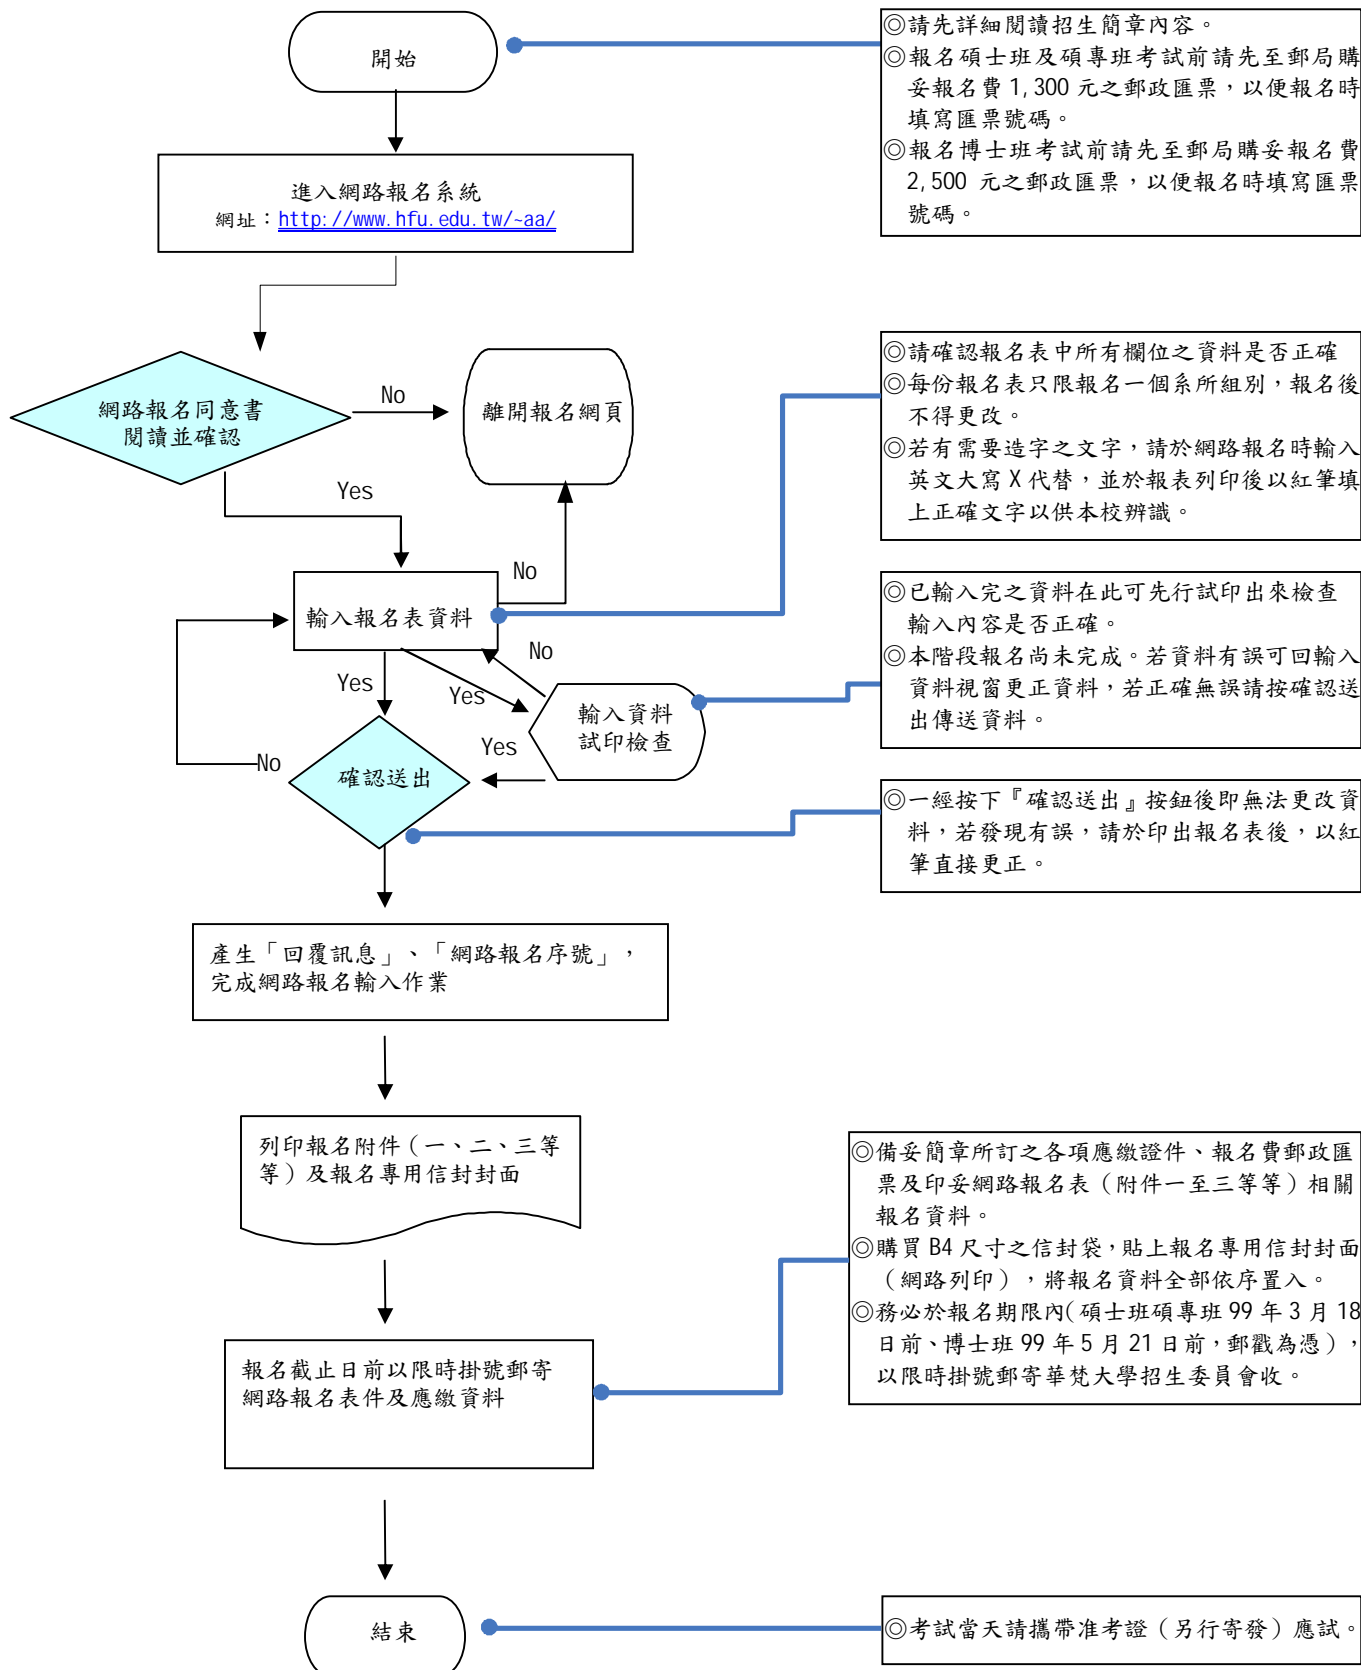 開始
◎請先詳細閱讀招生簡章內容。
◎報名碩士班及碩專班考試前請先至郵局購
妥報名費 1,300 元之郵政匯票，以便報名時
填寫匯票號碼。
◎報名博士班考試前請先至郵局購妥報名費
2,500 元之郵政匯票，以便報名時填寫匯票
號碼。
進入網路報名系統
網址：http://www.hfu.edu.tw/~aa/
網路報名同意書
閱讀並確認
No
離開報名網頁
◎請確認報名表中所有欄位之資料是否正確
◎每份報名表只限報名一個系所組別，報名後
不得更改。
◎若有需要造字之文字，請於網路報名時輸入
英文大寫 X 代替，並於報表列印後以紅筆填
上正確文字以供本校辨識。
Yes
No
輸入報名表資料
◎已輸入完之資料在此可先行試印出來檢查
輸入內容是否正確。
◎本階段報名尚未完成。若資料有誤可回輸入
資料視窗更正資料，若正確無誤請按確認送
出傳送資料。
No
Yes
Yes
輸入資料
試印檢查
Yes
No
確認送出
◎一經按下『確認送出』按鈕後即無法更改資
料，若發現有誤，請於印出報名表後，以紅
筆直接更正。
產生「回覆訊息」、「網路報名序號」，
完成網路報名輸入作業
列印報名附件（一、二、三等
等）及報名專用信封封面
◎備妥簡章所訂之各項應繳證件、報名費郵政匯
票及印妥網路報名表（附件一至三等等）相關
報名資料。
◎購買 B4 尺寸之信封袋，貼上報名專用信封封面
（網路列印），將報名資料全部依序置入。
◎務必於報名期限內(碩士班碩專班 99 年 3 月 18
日前、博士班 99 年 5 月 21 日前，郵戳為憑），
以限時掛號郵寄華梵大學招生委員會收。
報名截止日前以限時掛號郵寄
網路報名表件及應繳資料
結束
◎考試當天請攜帶准考證（另行寄發）應試。